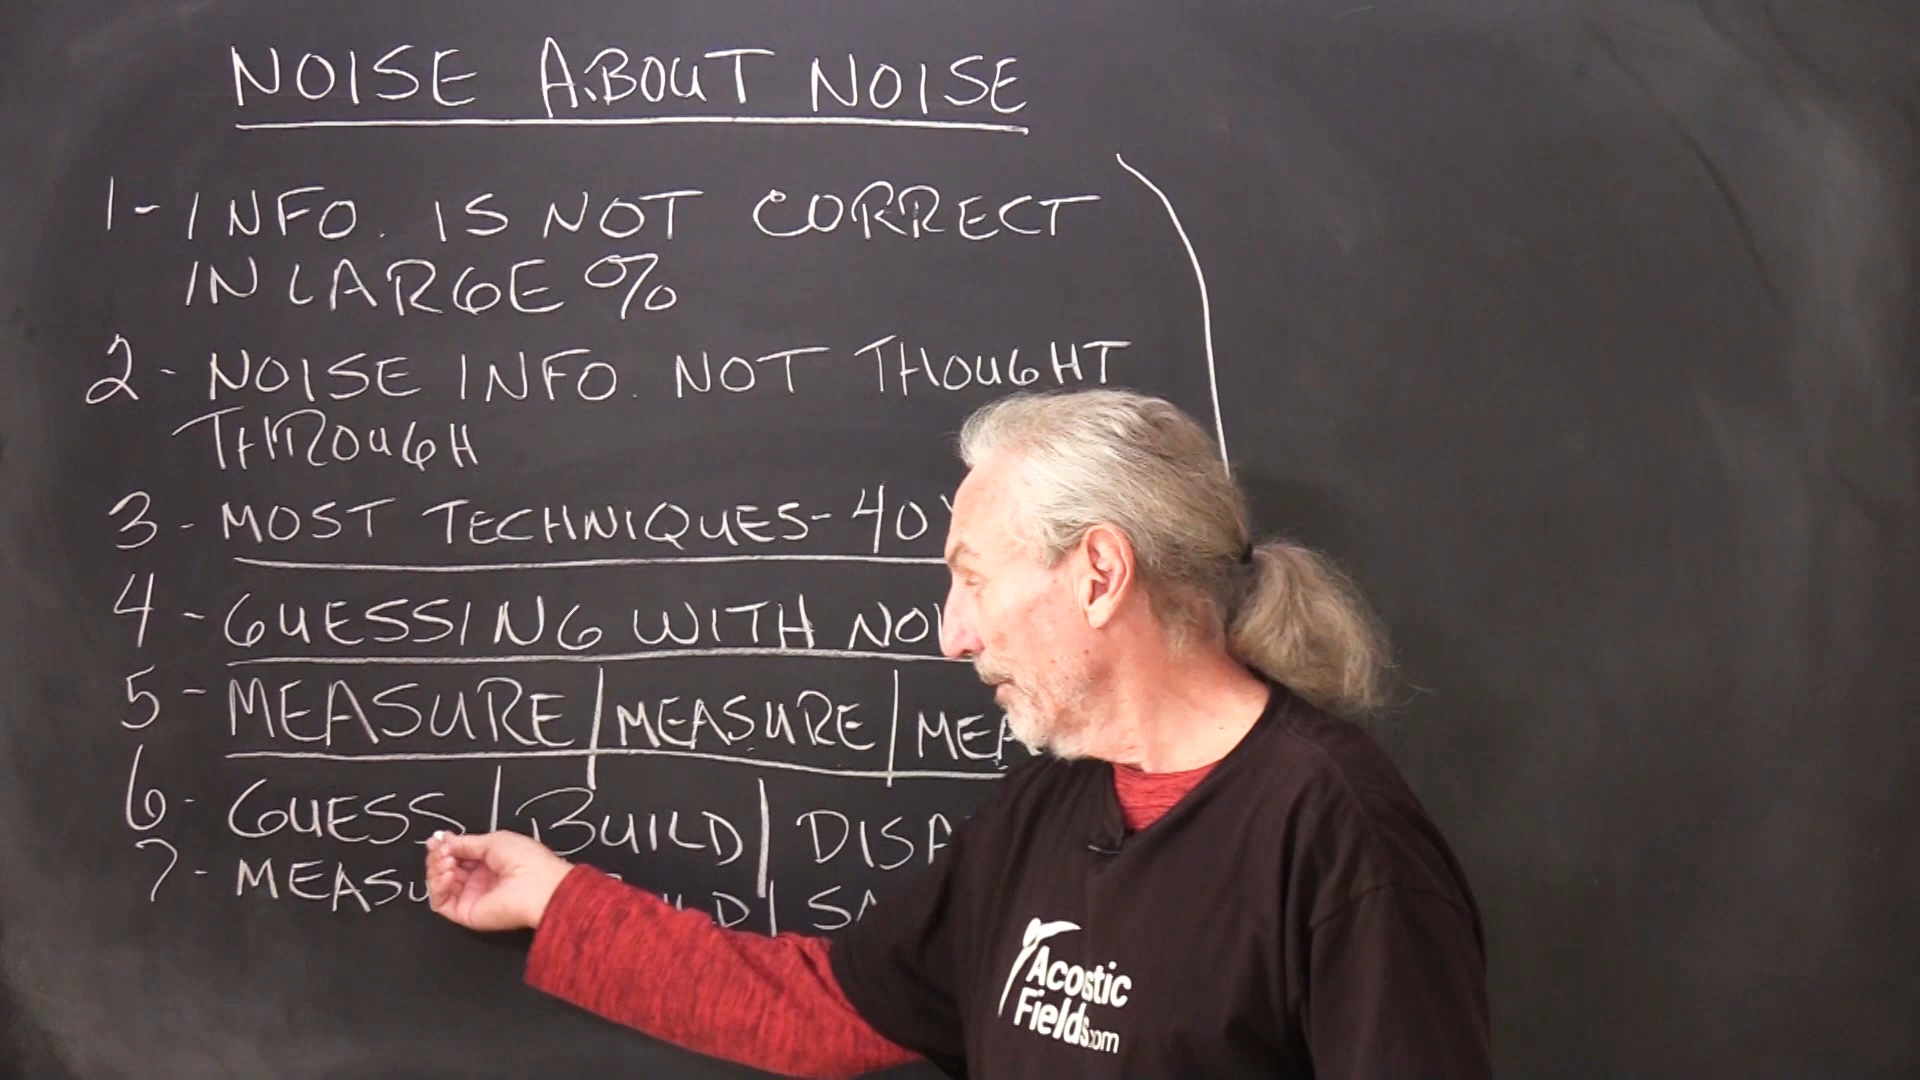 NOISE ABOUT NOISE
1- INFO. IS NOT CORRECT
IN LARGE %
2- NOISE INFO. NOT THOUGHT
THROUGH
3- MOST TECHNIQUES- 40
4- GUESSING WITH
5- MEASURE | MEASURE |
6- GUESS | BUILD |
7-
Acoustic
Fields.com